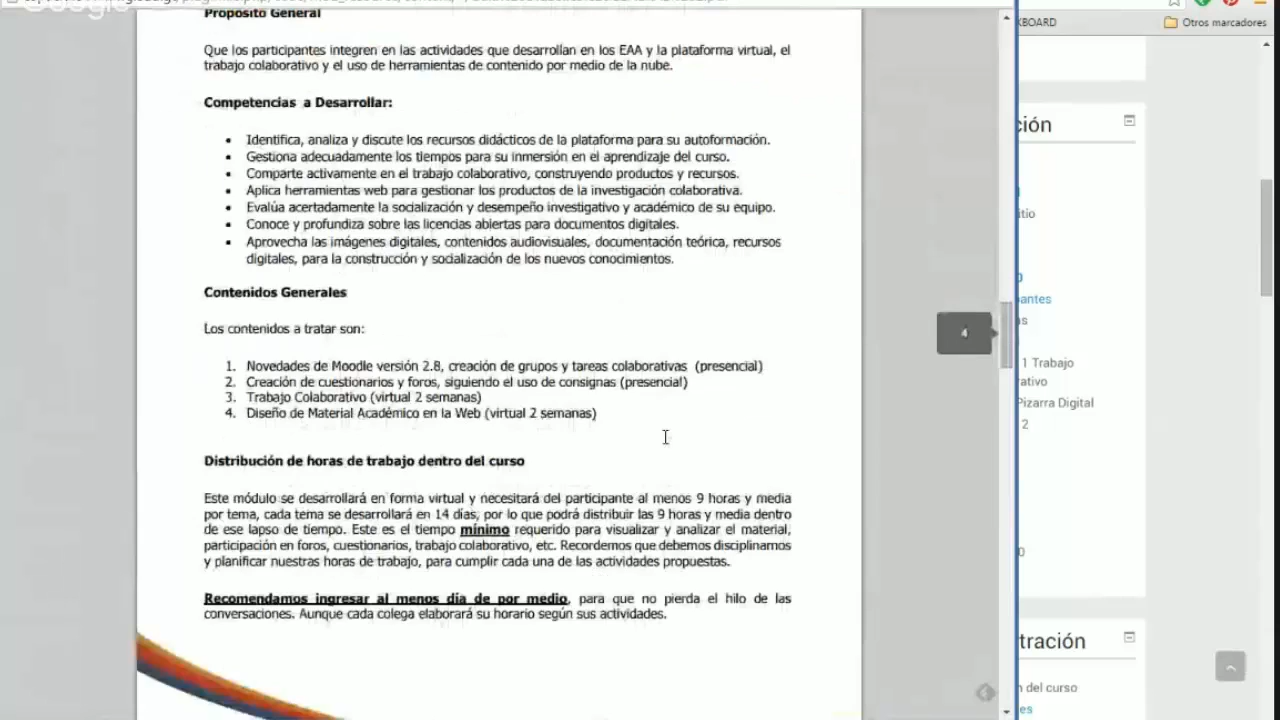 Propósito General
Que los participantes integren en las actividades que desarrollan en los EAA y la plataforma virtual, el
trabajo colaborativo y el uso de herramientas de contenido por medio de la nube.
Competencias a Desarrollar:
• Identifica, analiza y discute los recursos didácticos de la plataforma para su autoformación.
• Gestiona adecuadamente los tiempos para su inmersión en el aprendizaje del curso.
• Comparte activamente en el trabajo colaborativo, construyendo productos y recursos.
• Aplica herramientas web para gestionar los productos de la investigación colaborativa.
• Evalúa acertadamente la socialización y desempeño investigativo y académico de su equipo.
• Conoce y profundiza sobre las licencias abiertas para documentos digitales.
• Aprovecha las imágenes digitales, contenidos audiovisuales, documentación teórica, recursos
digitales, para la construcción y socialización de los nuevos conocimientos.
Contenidos Generales
Los contenidos a tratar son:
1. Novedades de Moodle versión 2.8, creación de grupos y tareas colaborativas (presencial)
2. Creación de cuestionarios y foros, siguiendo el uso de consignas (presencial)
3. Trabajo Colaborativo (virtual 2 semanas)
4. Diseño de Material Académico en la Web (virtual 2 semanas)
Distribución de horas de trabajo dentro del curso
Este módulo se desarrollará en forma virtual y necesitará del participante al menos 9 horas y media
por tema, cada tema se desarrollará en 14 días, por lo que podrá distribuir las 9 horas y media dentro
de ese lapso de tiempo. Este es el tiempo mínimo requerido para visualizar y analizar el material,
participación en foros, cuestionarios, trabajo colaborativo, etc. Recordemos que debemos disciplinarnos
y planificar nuestras horas de trabajo, para cumplir cada una de las actividades propuestas.
Recomendamos ingresar al menos día de por medio, para que no pierda el hilo de las
conversaciones. Aunque cada colega elaborará su horario según sus actividades.
4
KBOARD
Otros marcadores
ción
itio
pantes
as
1 Trabajo
rativo
Pizarra Digital
2
tración
n del curso
es